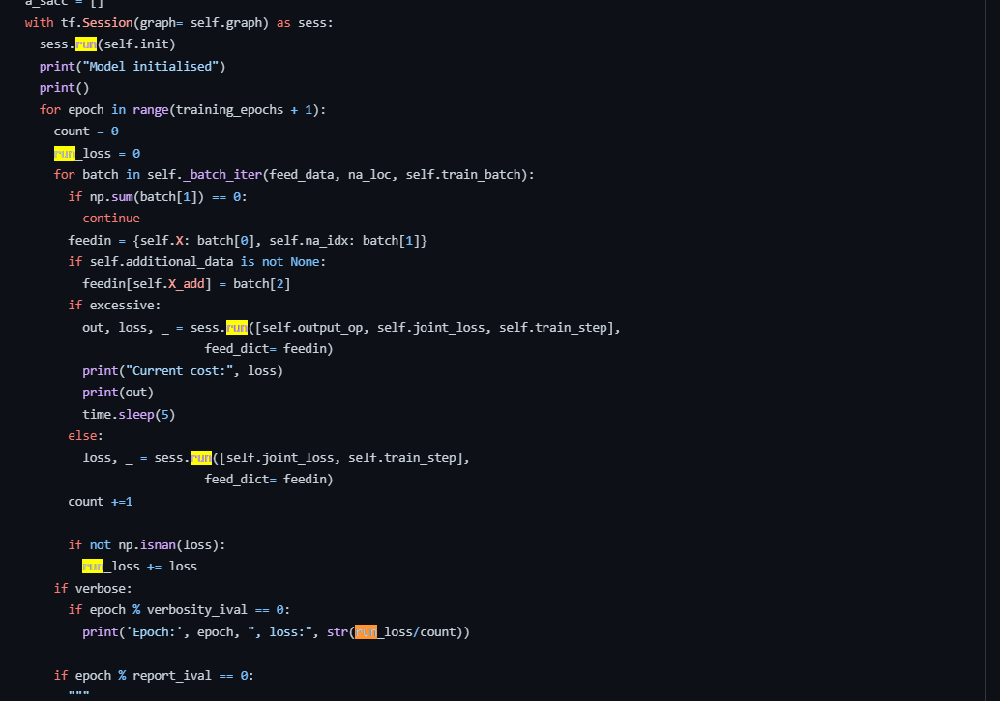 a_sacc = []
with tf.Session(graph= self.graph) as sess:
  sess.run(self.init)
  print("Model initialised")
  print()
  for epoch in range(training_epochs + 1):
    count = 0
    run_loss = 0
    for batch in self._batch_iter(feed_data, na_loc, self.train_batch):
      if np.sum(batch[1]) == 0:
        continue
      feedin = {self.X: batch[0], self.na_idx: batch[1]}
      if self.additional_data is not None:
        feedin[self.X_add] = batch[2]
      if excessive:
        out, loss, _ = sess.run([self.output_op, self.joint_loss, self.train_step],
                         feed_dict= feedin)
        print("Current cost:", loss)
        print(out)
        time.sleep(5)
      else:
        loss, _ = sess.run([self.joint_loss, self.train_step],
                         feed_dict= feedin)
      count +=1
      if not np.isnan(loss):
        run_loss += loss
    if verbose:
      if epoch % verbosity_ival == 0:
        print('Epoch:', epoch, ", loss:", str(run_loss/count))
    if epoch % report_ival == 0:
      """